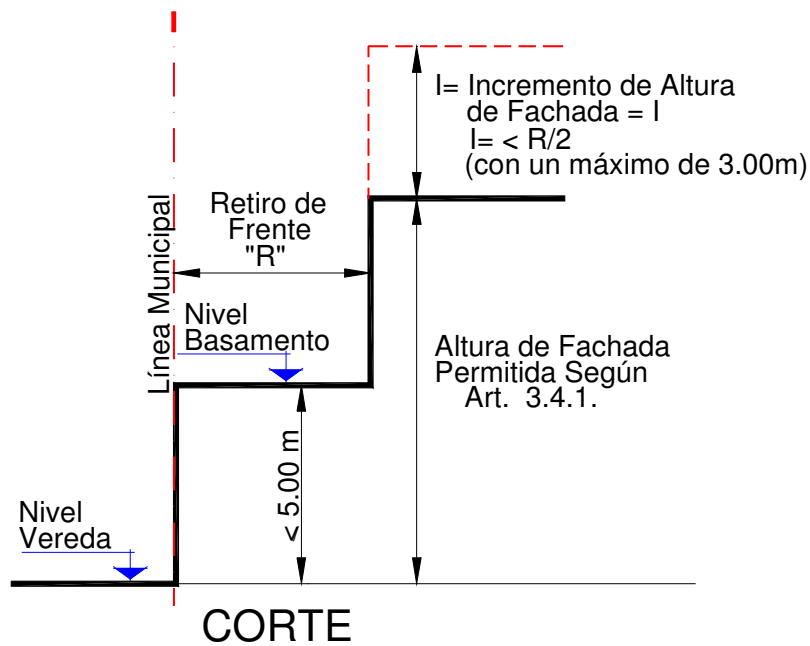 I= Incremento de Altura
de Fachada = I
I= < R/2
(con un máximo de 3.00m)
Línea Municipal
Retiro de
Frente
"R"
Nivel
Basamento
Altura de Fachada
Permitida Según
Art. 3.4.1.
< 5.00 m
Nivel
Vereda
CORTE